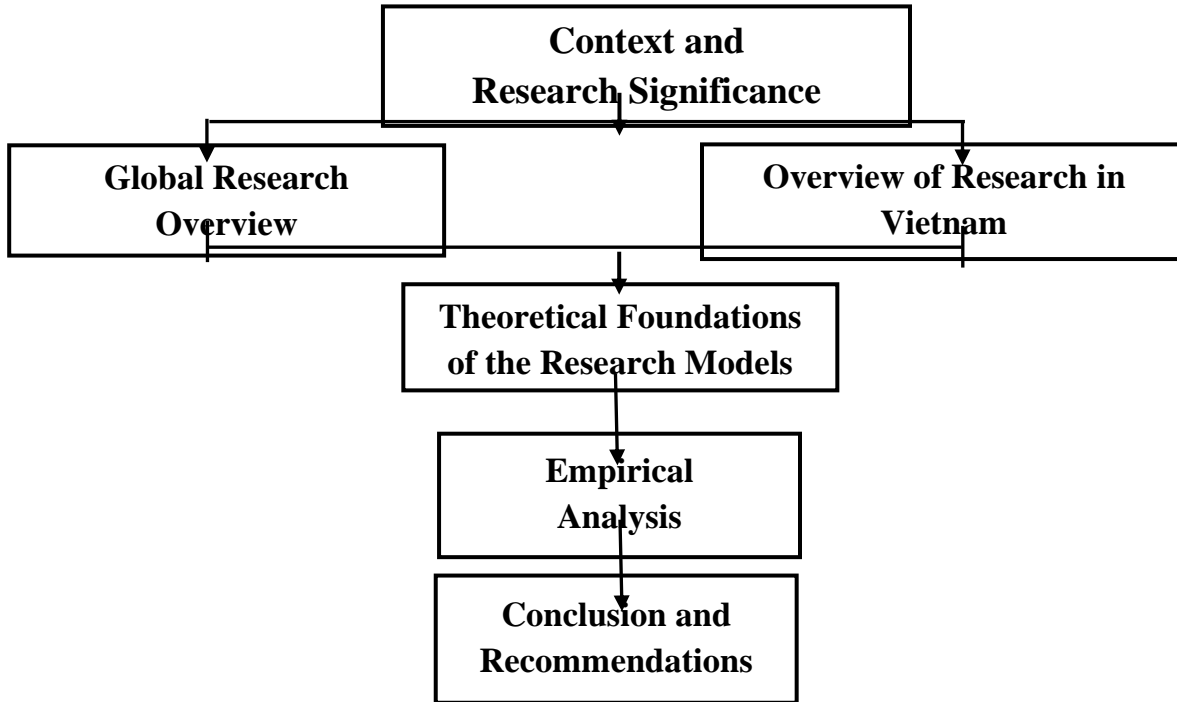 Context and
Research Significance
Global Research
Overview
Overview of Research in
Vietnam
Theoretical Foundations
of the Research Models
Empirical
Analysis
Conclusion and
Recommendations